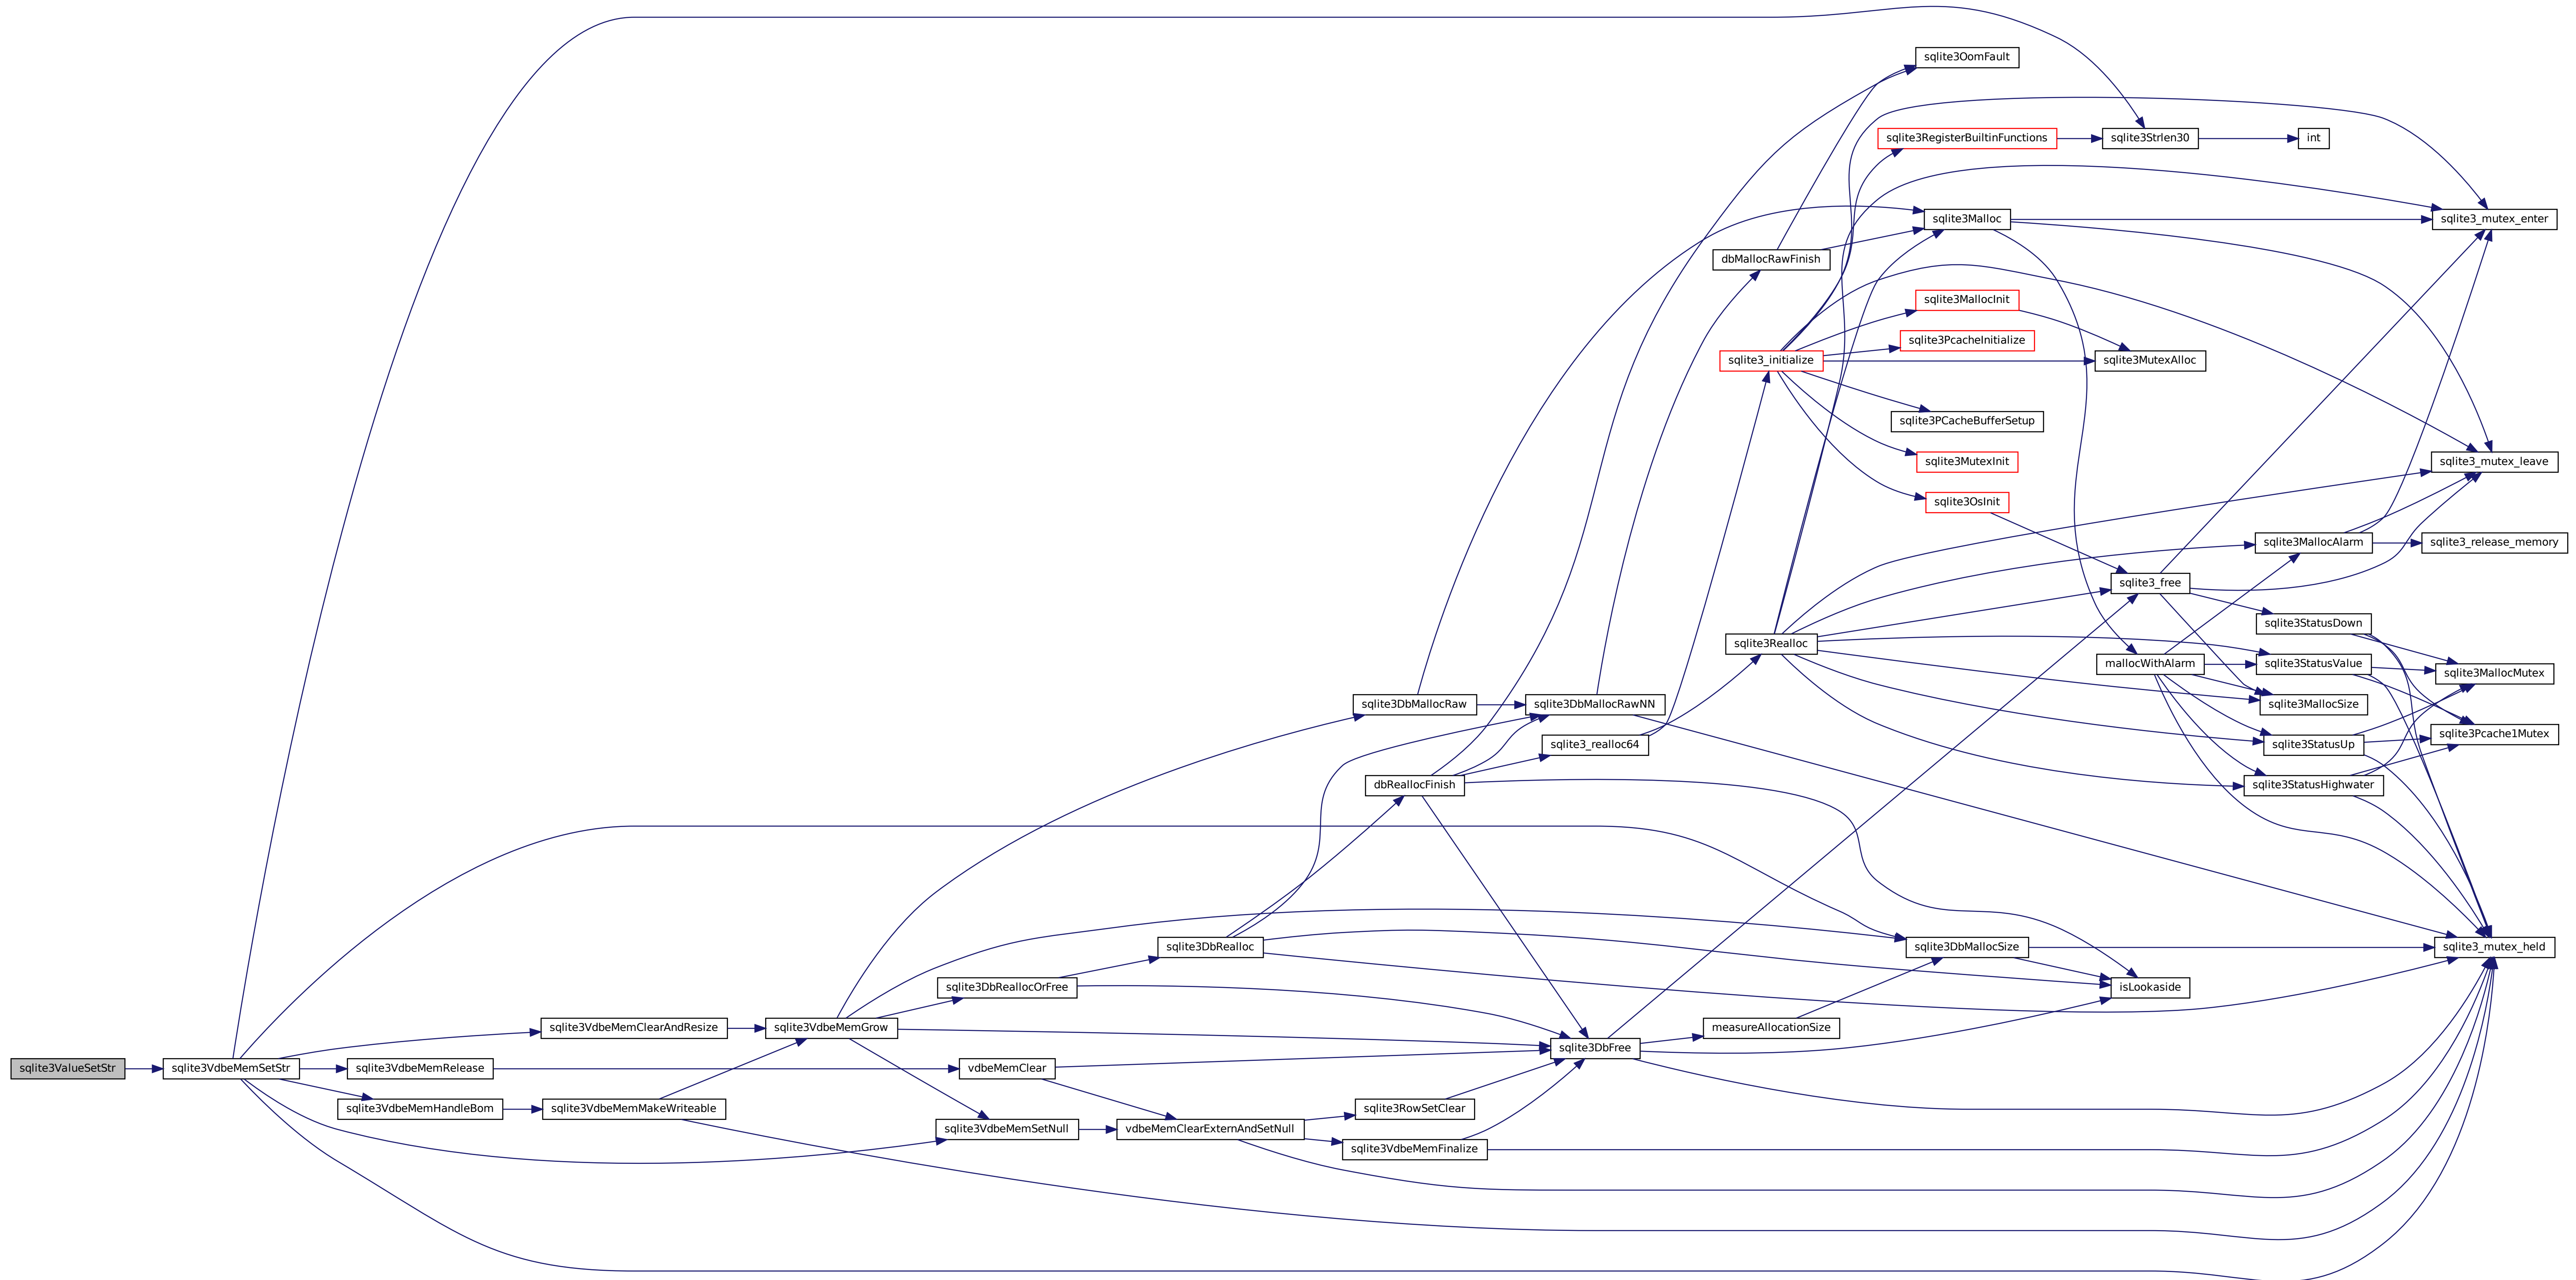 sqlite3OomFault
sqlite3RegisterBuiltinFunctions
sqlite3Strlen30
int
sqlite3Malloc
sqlite3_mutex_enter
dbMallocRawFinish
sqlite3MallocInit
sqlite3PcacheInitialize
sqlite3_initialize
sqlite3MutexAlloc
sqlite3PCacheBufferSetup
sqlite3MutexInit
sqlite3_mutex_leave
sqlite3OsInit
sqlite3MallocAlarm
sqlite3_release_memory
sqlite3_free
sqlite3StatusDown
sqlite3Realloc
mallocWithAlarm
sqlite3StatusValue
sqlite3MallocMutex
sqlite3DbMallocRaw
sqlite3DbMallocRawNN
sqlite3MallocSize
sqlite3Pcache1Mutex
sqlite3_realloc64
sqlite3StatusUp
dbReallocFinish
sqlite3StatusHighwater
sqlite3DbRealloc
sqlite3DbMallocSize
sqlite3_mutex_held
sqlite3DbReallocOrFree
isLookaside
sqlite3VdbeMemClearAndResize
sqlite3VdbeMemGrow
measureAllocationSize
sqlite3DbFree
sqlite3ValueSetStr
sqlite3VdbeMemSetStr
sqlite3VdbeMemRelease
vdbeMemClear
sqlite3VdbeMemHandleBom
sqlite3VdbeMemMakeWriteable
sqlite3RowSetClear
sqlite3VdbeMemSetNull
vdbeMemClearExternAndSetNull
sqlite3VdbeMemFinalize